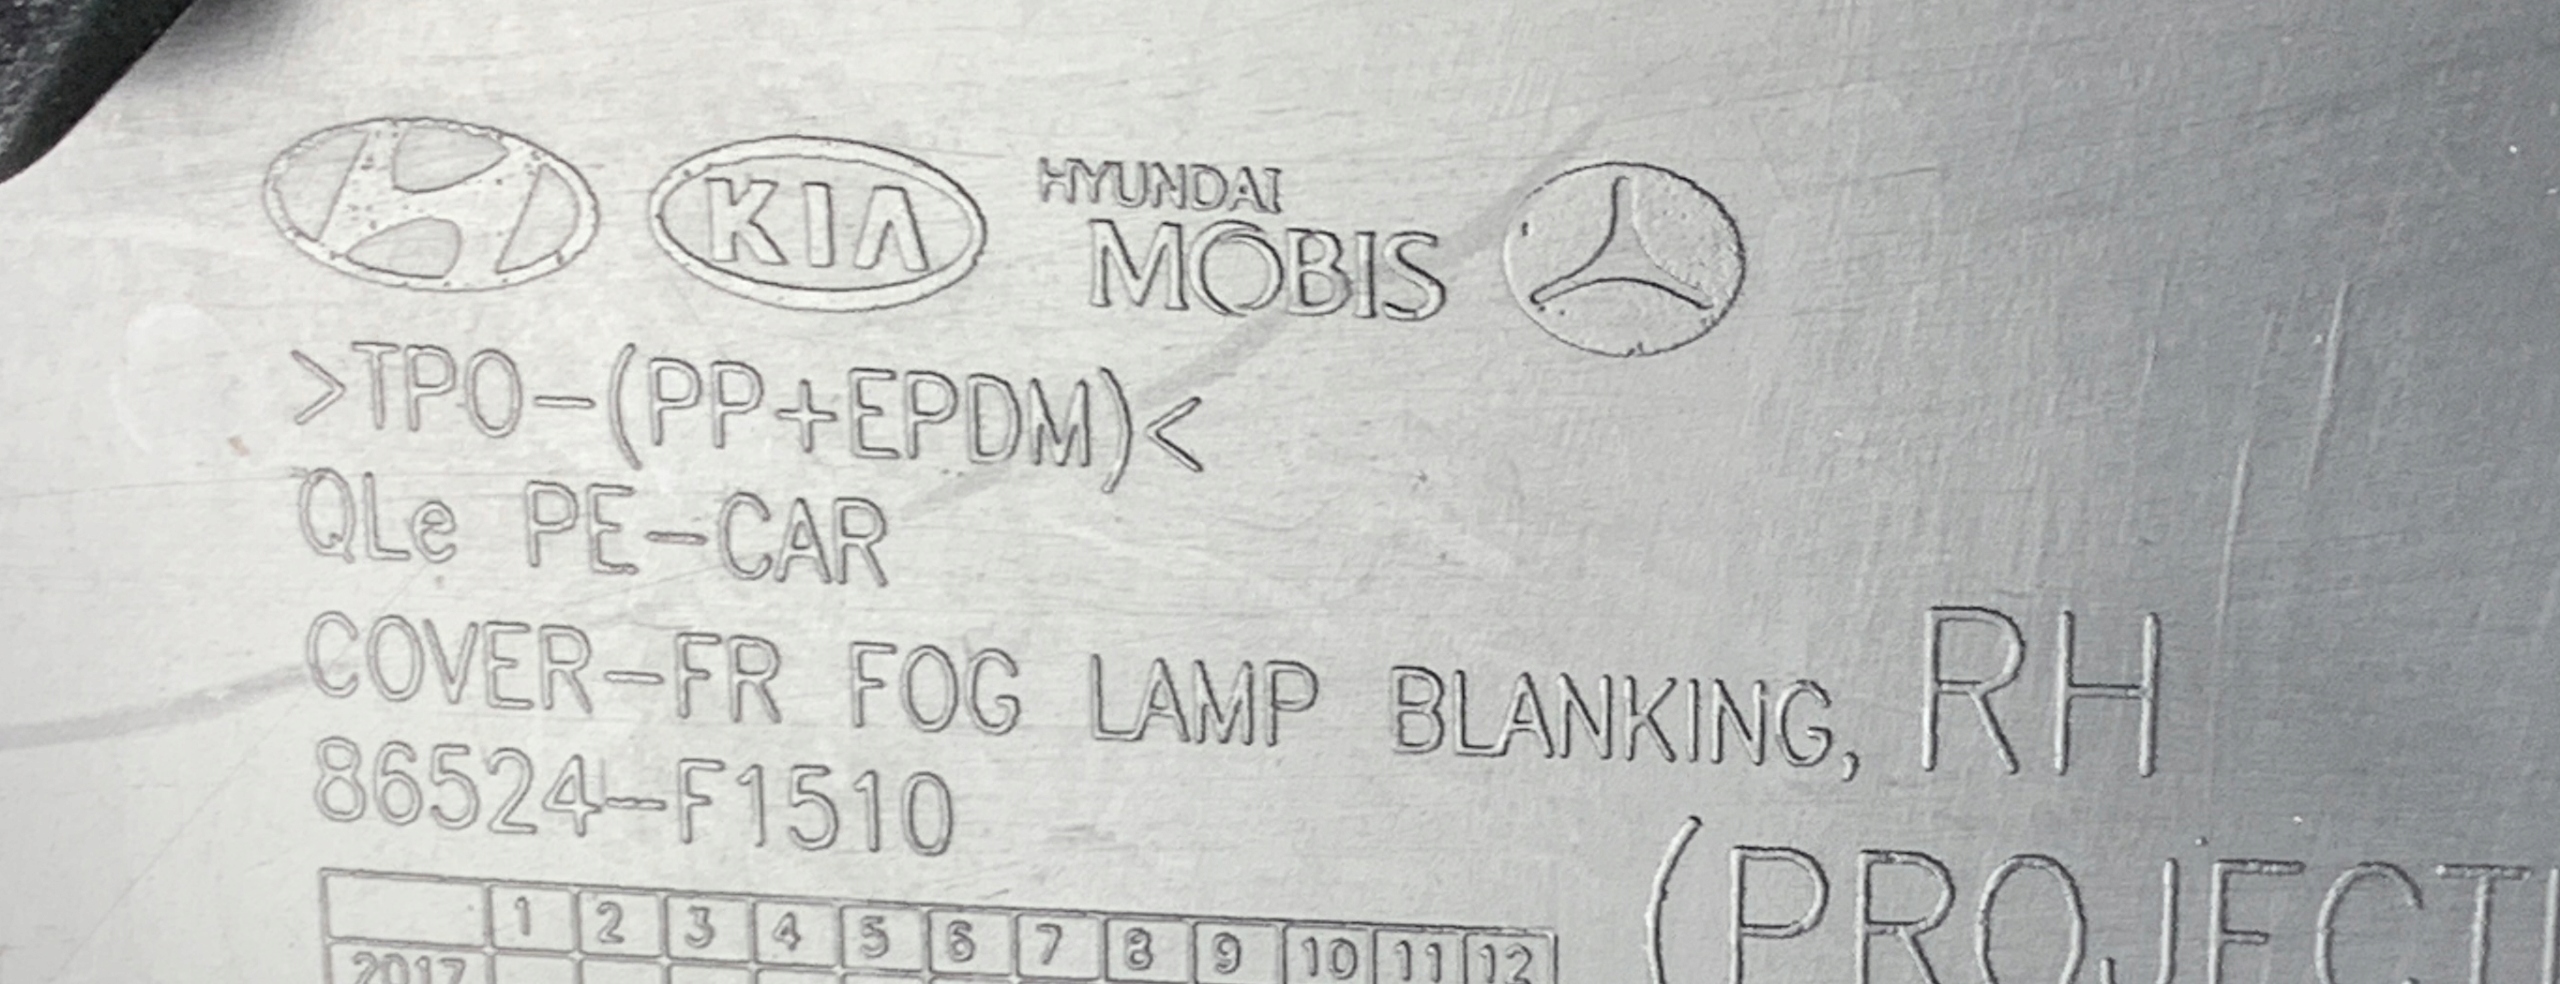 KIA HYUNDAI MOBIS
>TPO-(PP+EPDM)<
QLe PE-CAR
COVER-FR FOG LAMP BLANKING, RH
86524-F1510
(PROJECTI
1 2 3 4 5 6 7 8 9 10 11 12
2017